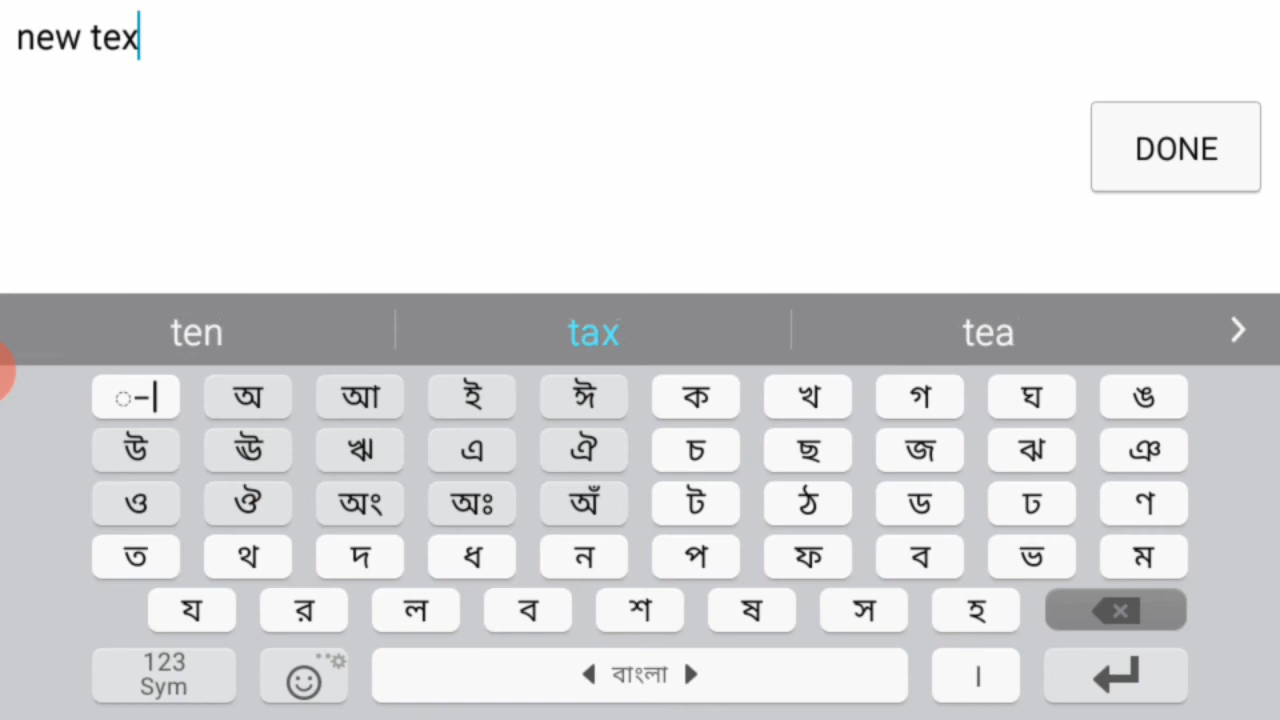 new tex
DONE
ten tax tea
অ আ ই ঈ ক খ গ ঘ ঙ
উ ঊ ঋ এ ঐ চ ছ জ ঝ ঞ
ও ঔ অং অঃ অঁ ট ঠ ড ঢ ণ
ত থ দ ধ ন প ফ ব ভ ম
য র ল ব শ ষ স হ
123
Sym
বাংলা
।